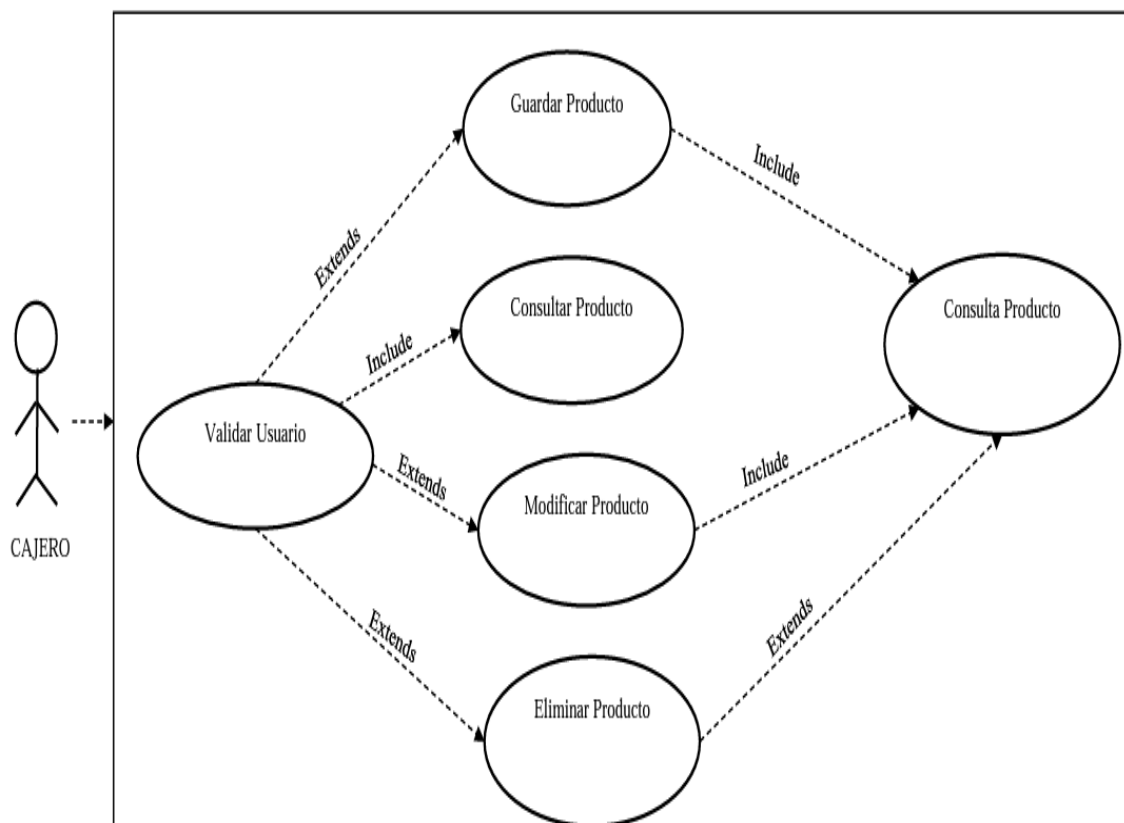 Guardar Producto
Include
Extends
Consultar Producto
Consulta Producto
Include
Validar Usuario
Extends
Modificar Producto
Include
CAJERO
Extends
Extends
Eliminar Producto